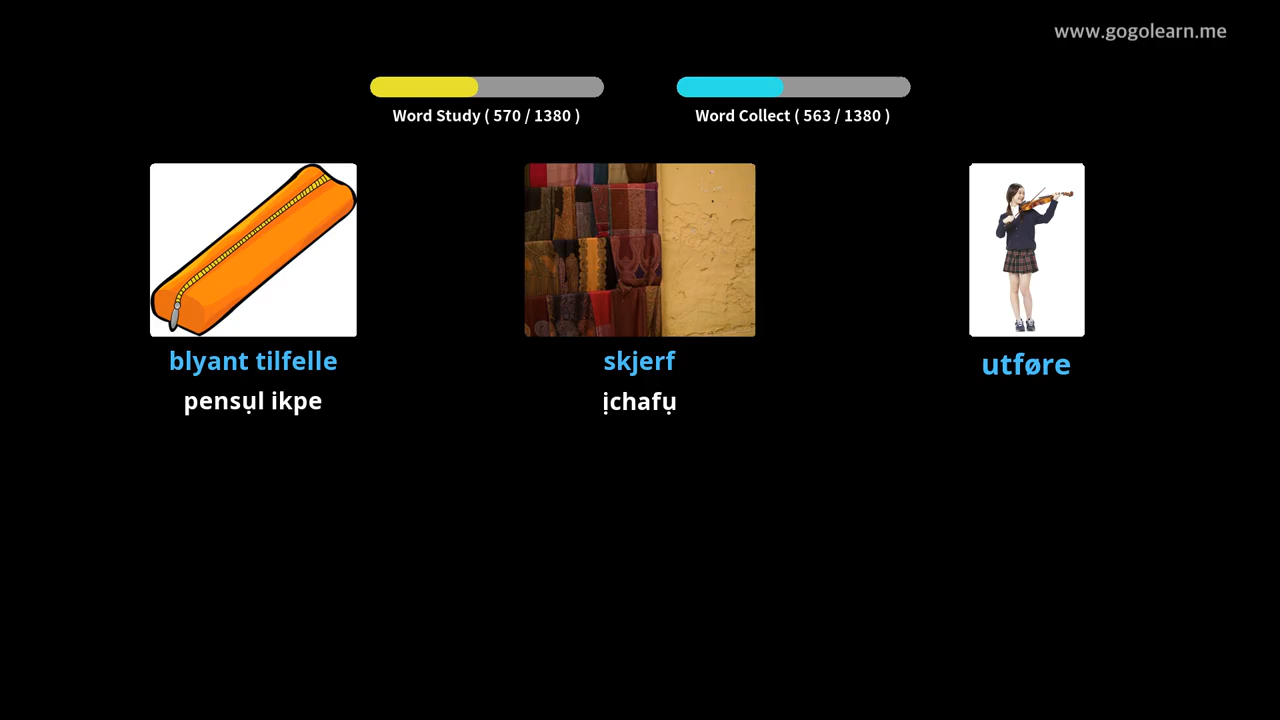 www.gogolearn.me
Word Study ( 570 / 1380 )
Word Collect ( 563 / 1380 )
blyant tilfelle
pensụl ikpe
skjerf
ịchafụ
utføre